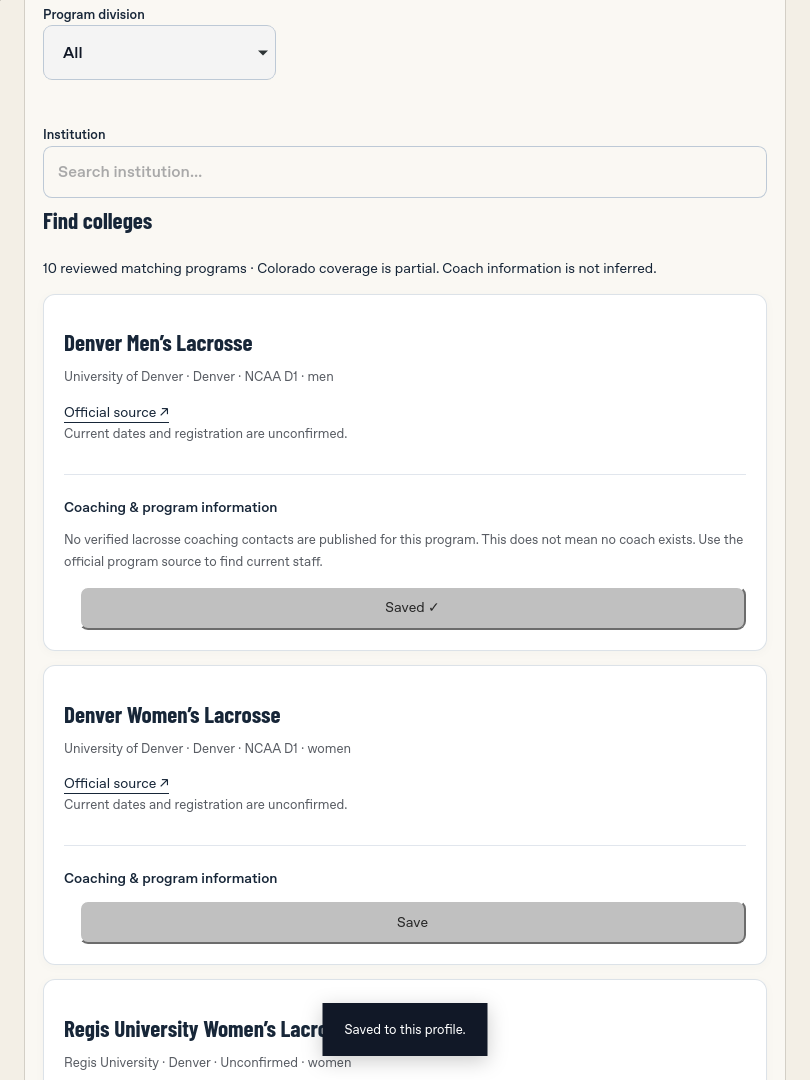 Program division
All
Institution
Search institution...
Find colleges
10 reviewed matching programs · Colorado coverage is partial. Coach information is not inferred.
Denver Men’s Lacrosse
University of Denver · Denver · NCAA D1 · men
Official source ↗
Current dates and registration are unconfirmed.
Coaching & program information
No verified lacrosse coaching contacts are published for this program. This does not mean no coach exists. Use the
official program source to find current staff.
Saved ✓
Denver Women’s Lacrosse
University of Denver · Denver · NCAA D1 · women
Official source ↗
Current dates and registration are unconfirmed.
Coaching & program information
Save
Regis University Women’s
Saved to this profile.
Regis University · Denver · Unconfirmed · women